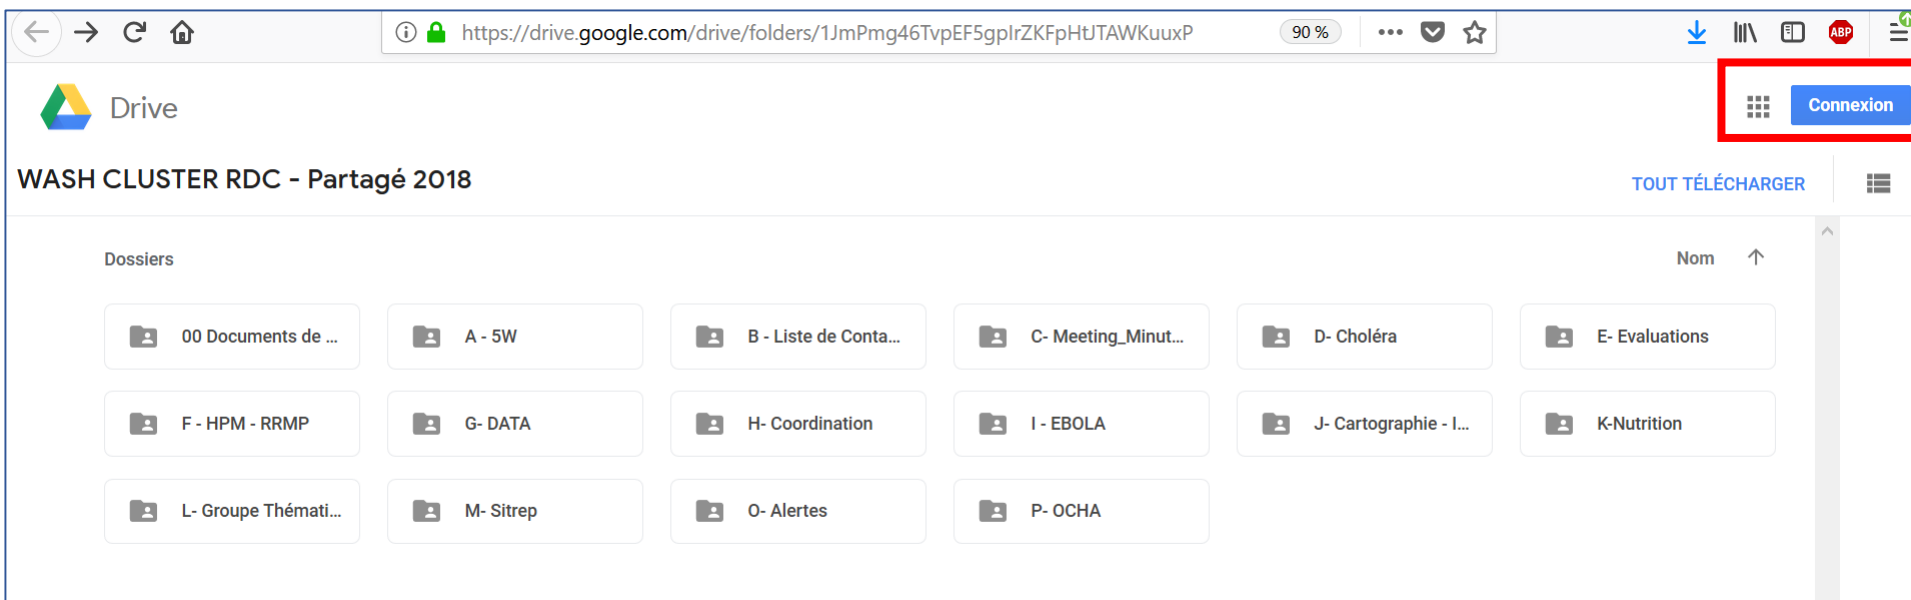 https://drive.google.com/drive/folders/1JmPmg46TvpEF5gpIrZKFpHtJTAWKuuxP 90 % ABP
Drive
Connexion
WASH CLUSTER RDC - Partagé 2018
TOUT TÉLÉCHARGER
Dossiers Nom
00 Documents de ... A - 5W B - Liste de Conta... C- Meeting_Minut... D- Choléra E- Evaluations
F - HPM - RRMP G- DATA H- Coordination I - EBOLA J- Cartographie - I... K-Nutrition
L- Groupe Thémati... M- Sitrep O- Alertes P- OCHA